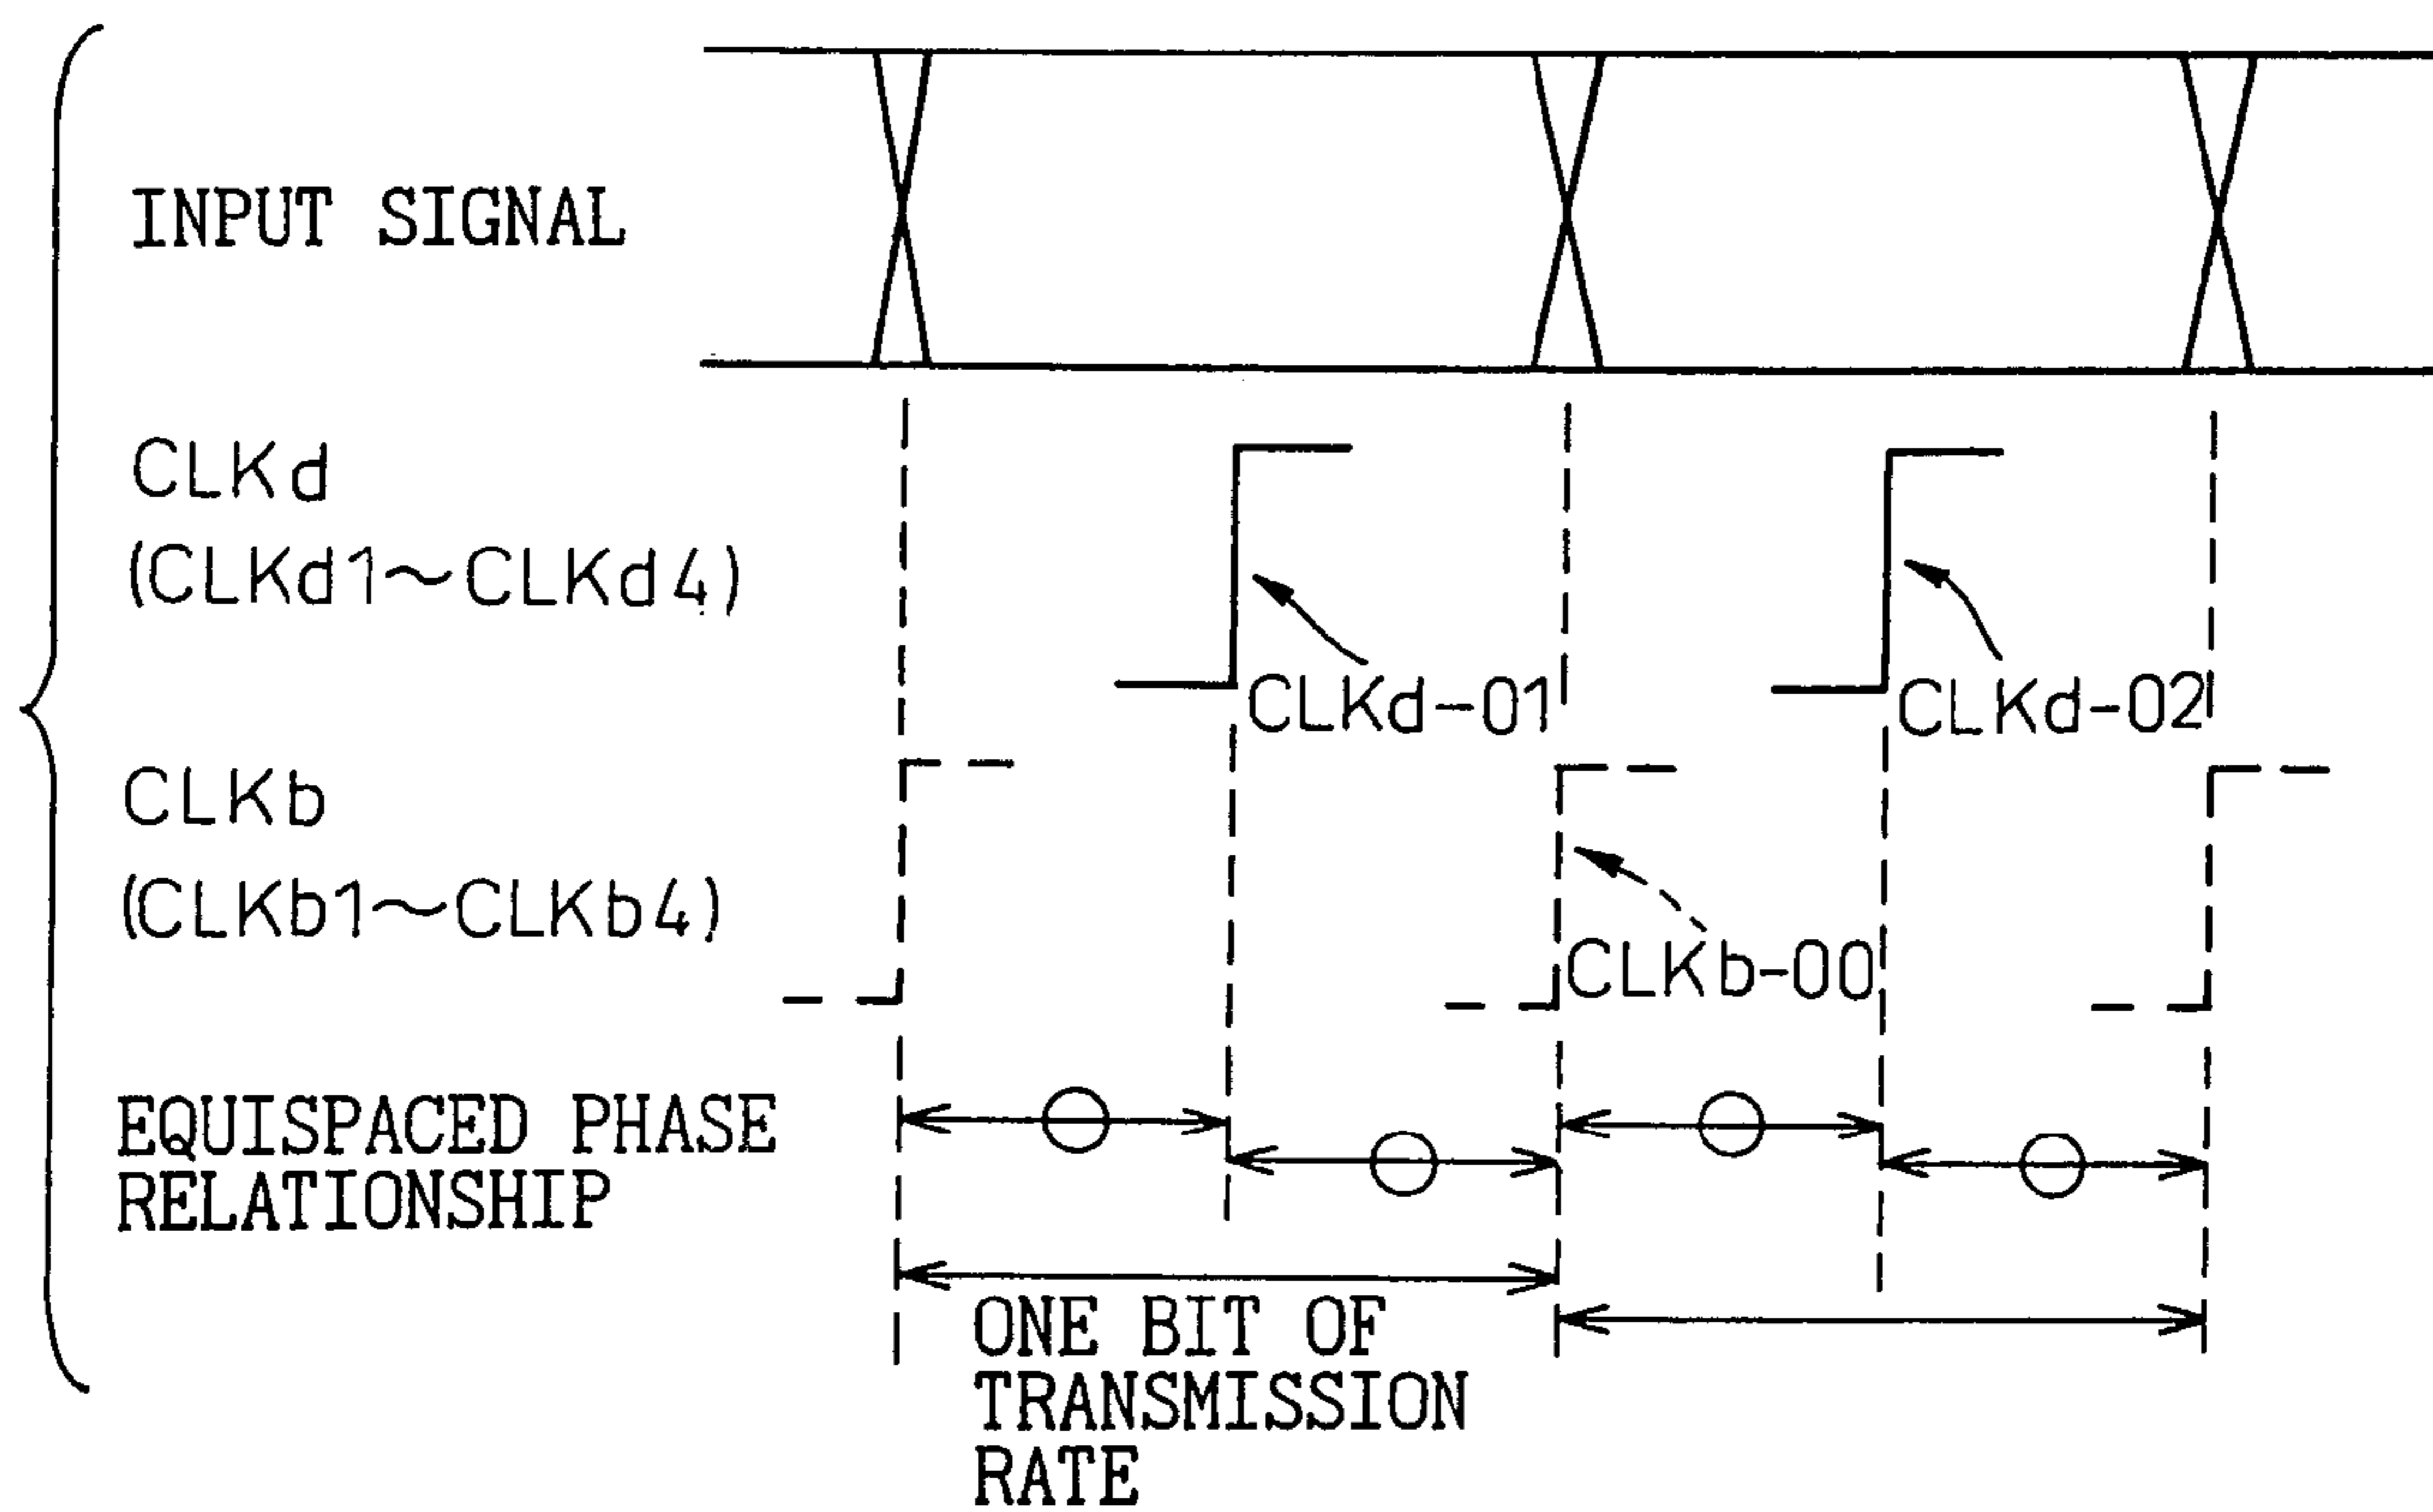 INPUT SIGNAL
CLKd
(CLKd1~CLKd4)
CLKd-01
CLKd-02
CLKb
(CLKb1~CLKb4)
CLKb-00
EQUISPACED PHASE
RELATIONSHIP
ONE BIT OF
TRANSMISSION
RATE